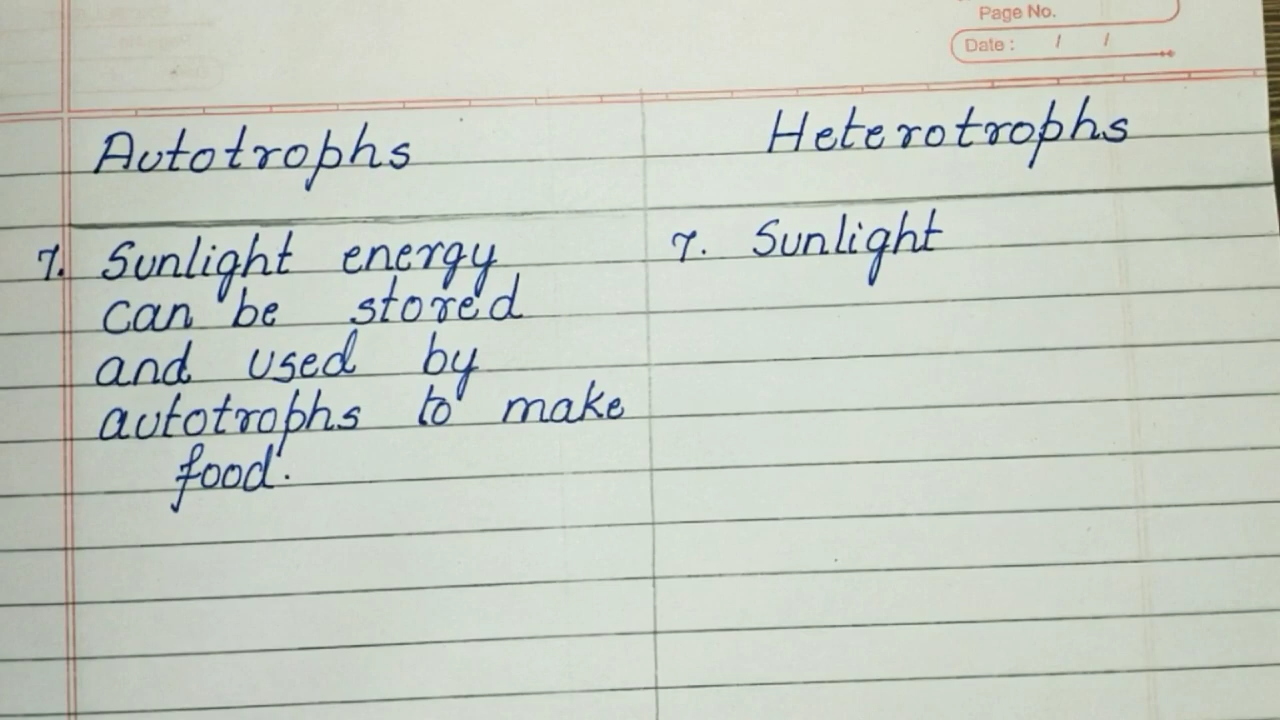 Page No.
Date : / /
Autotrophs
Heterotrophs
7. Sunlight energy
can be stored
and used by
autotrophs to make
food.
7. Sunlight